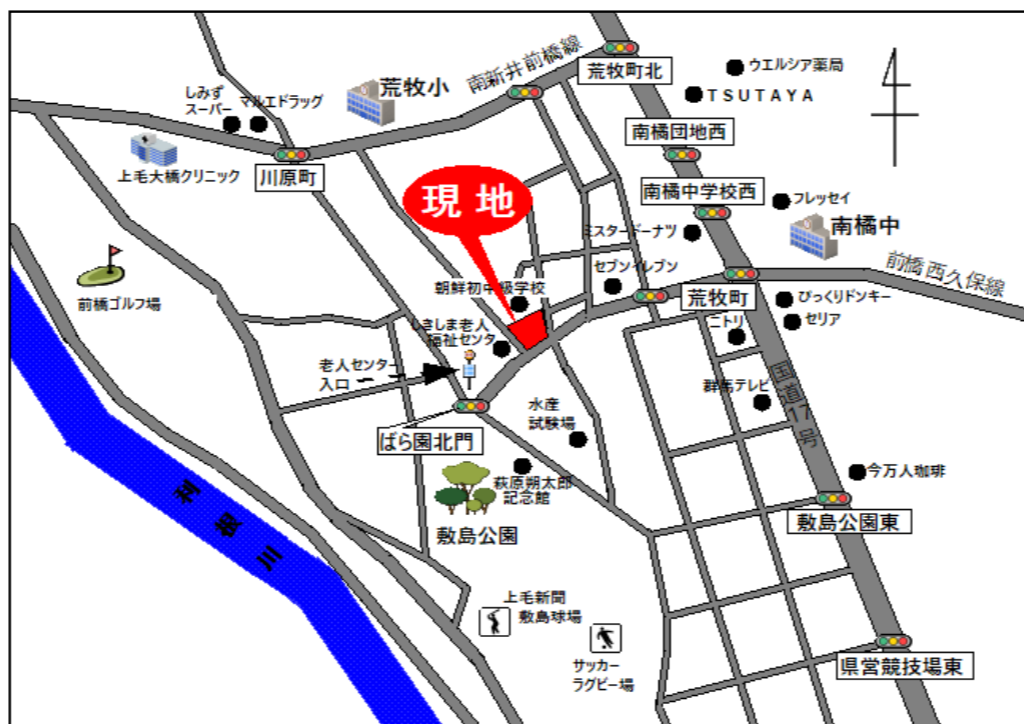 荒牧町北
ウエルシア薬局
TSUTAYA
南新井前橋線
荒牧小
しみず
スーパー
マルエドラッグ
南橘団地西
上毛大橋クリニック
川原町
南橘中学校西
フレッセイ
現地
南橘中
ミスタードーナツ
前橋西久保線
セブンイレブン
朝鮮初中級学校
前橋ゴルフ場
荒牧町
びっくりドンキー
セリア
ニトリ
しきしま老人
福祉センタ
老人センター
入口
国道17号
群馬テレビ
水産
試験場
ばら園北門
今万人珈琲
萩原朔太郎
記念館
敷島公園
敷島公園東
利根川
上毛新聞
敷島球場
サッカー
ラグビー場
県営競技場東